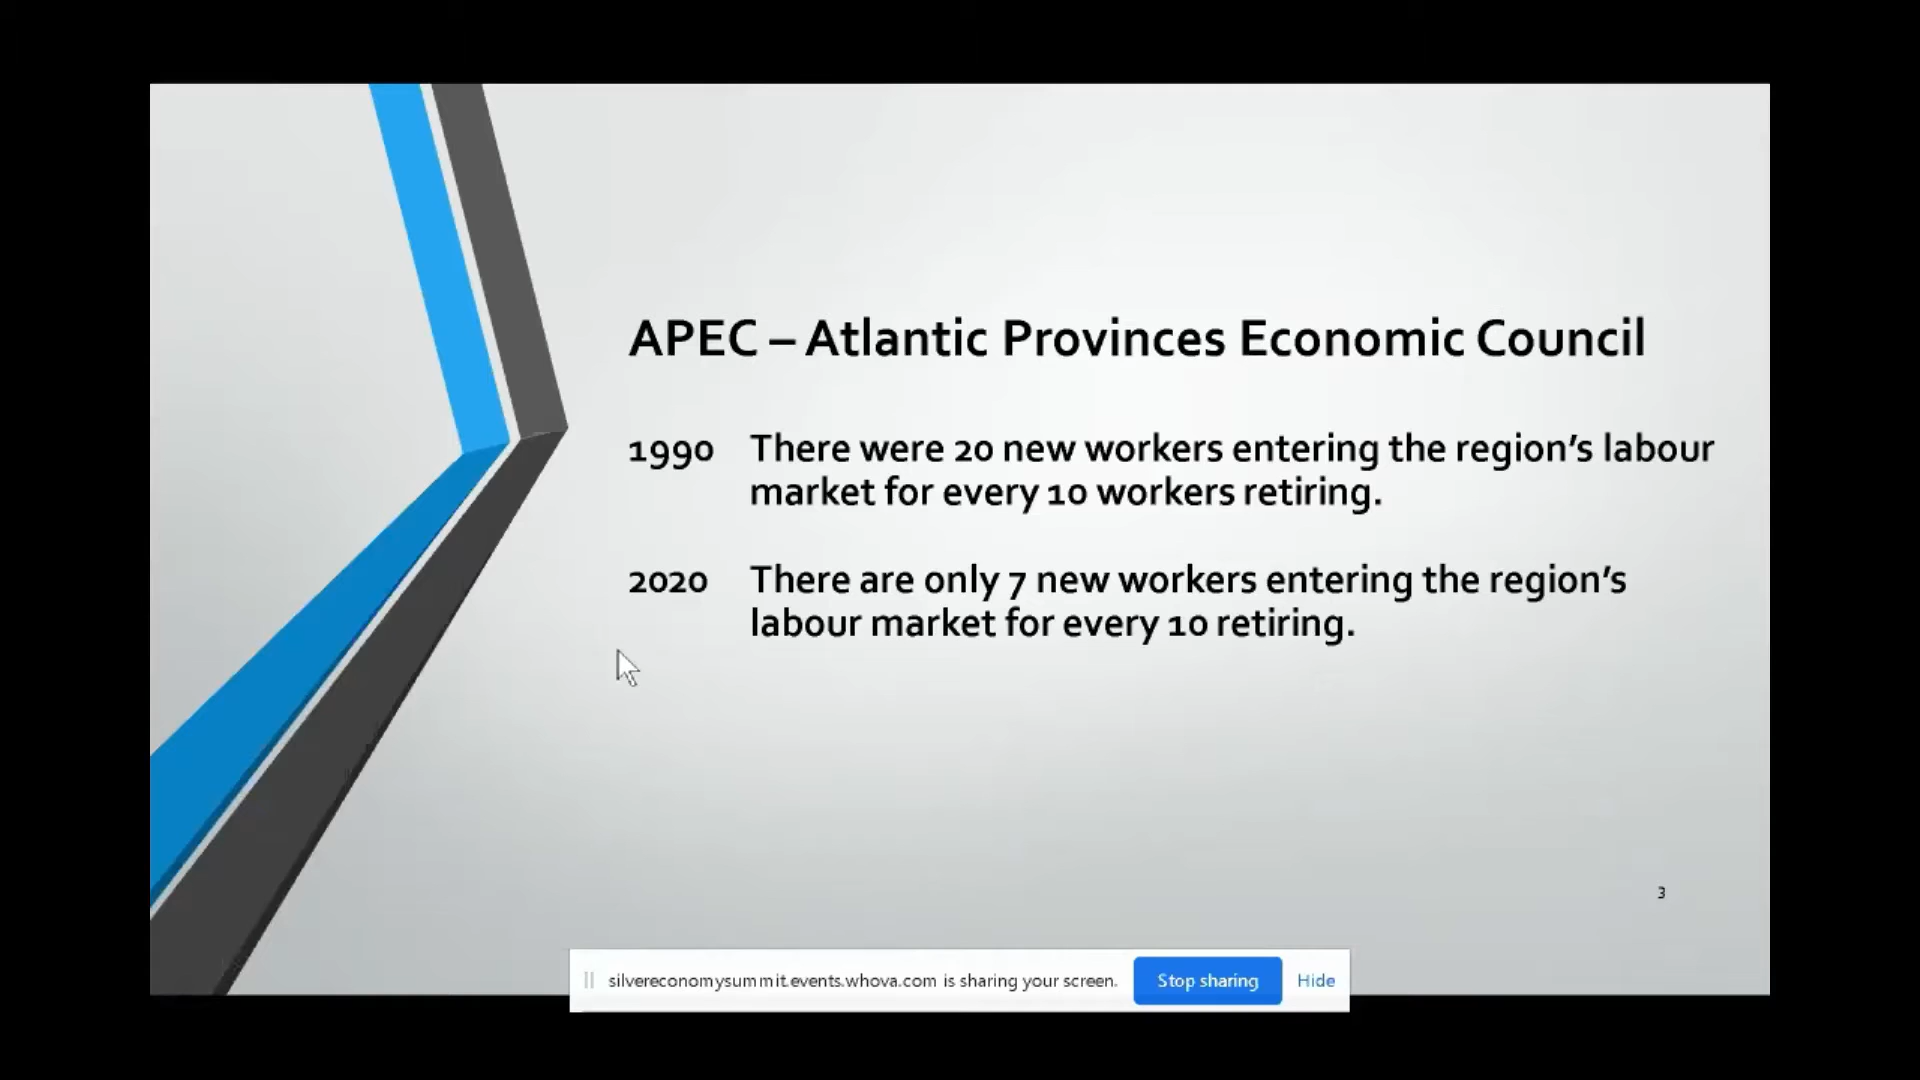 APEC – Atlantic Provinces Economic Council
1990 There were 20 new workers entering the region’s labour
market for every 10 workers retiring.
2020 There are only 7 new workers entering the region’s
labour market for every 10 retiring.
3
silvereconomysummit.events.whova.com is sharing your screen. Stop sharing Hide